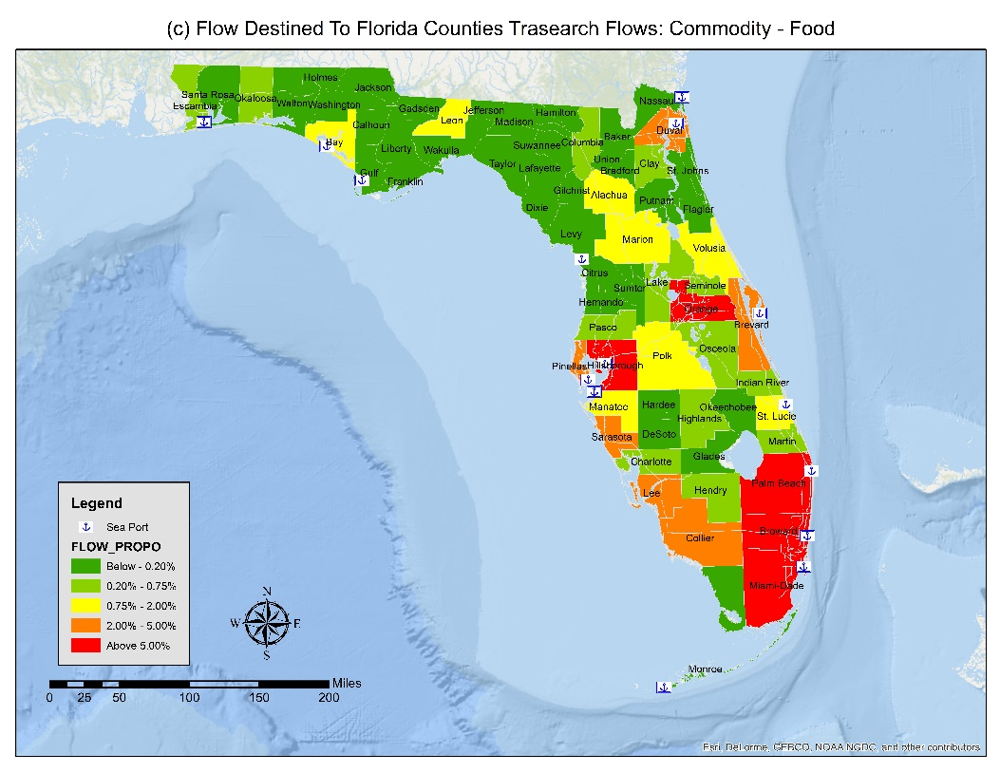 (c) Flow Destined To Florida Counties Trasearch Flows: Commodity - Food
Holmes
Jackson
Santa Rosa
Okaloosa
Walton
Washington
Escambia
Nassau
Gadsden
Jefferson
Hamilton
Leon
Madison
Calhoun
Duval
Bay
Baker
Columbia
Suwannee
Liberty
Wakulla
Union
Taylor
Lafayette
Clay
Bradford
St. Johns
Gulf
Franklin
Gilchrist
Alachua
Putnam
Dixie
Flagler
Levy
Marion
Volusia
Citrus
Lake
Seminole
Sumter
Hernando
Orange
Pasco
Brevard
Osceola
Polk
Pinellas
Hillsborough
Indian River
Manatee
Hardee
Okeechobee
Highlands
St. Lucie
DeSoto
Sarasota
Martin
Charlotte
Glades
Palm Beach
Lee
Hendry
Broward
Collier
Miami-Dade
Monroe
Legend
Sea Port
FLOW_PROPO
Below - 0.20%
0.20% - 0.75%
0.75% - 2.00%
2.00% - 5.00%
Above 5.00%
N
W E
S
Miles
0 25 50 100 150 200
Esri, DeLorme, GEBCO, NOAA NGDC, and other contributors